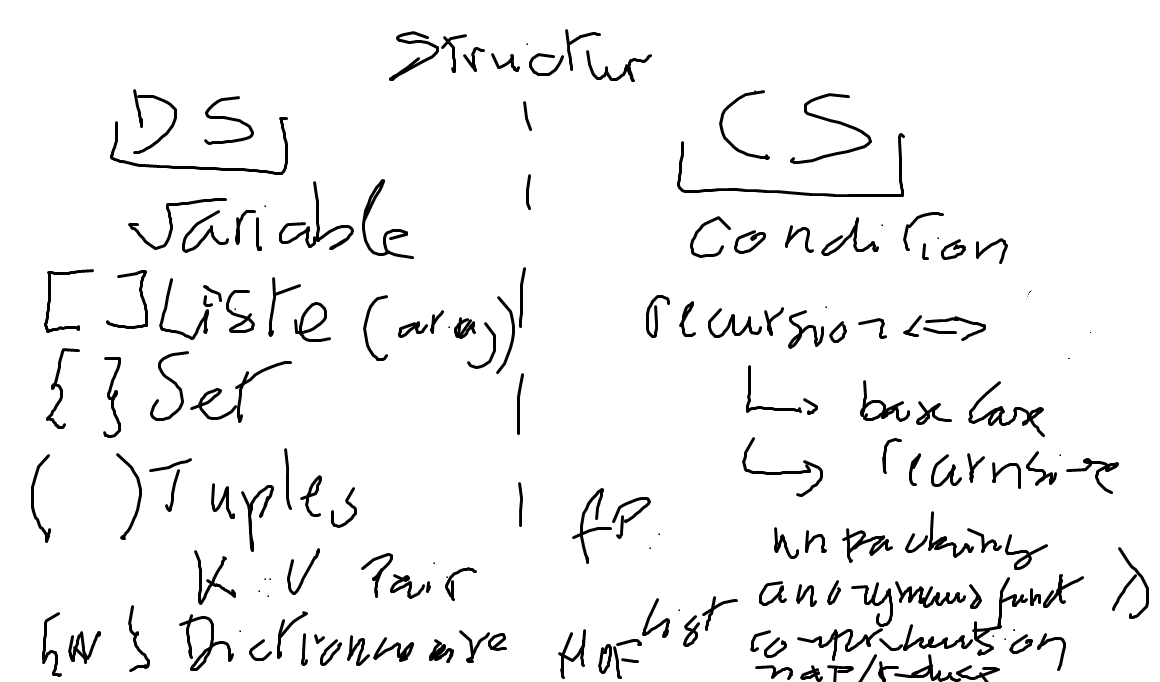 Structur
DS
CS
Variable
Condition
[ ] Liste (array)
recursion <=>
{ } Set
↳ base case
↳ recursive
( ) Tuples
FP
unpacking
K : V Pair
anonymous funct λ
{ } Dictionnaire
HOF
list comprehension
map/reduce